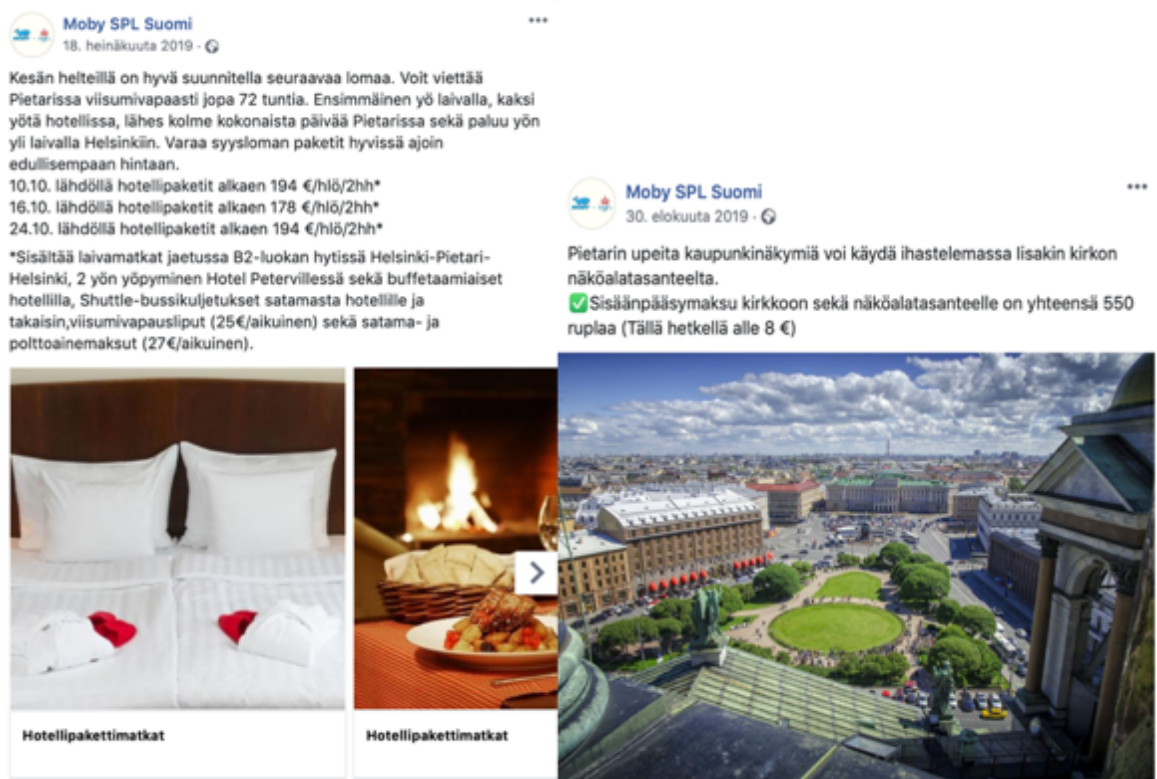 Moby SPL Suomi
18. heinäkuuta 2019 ·
Kesän helteillä on hyvä suunnitella seuraavaa lomaa. Voit viettää
Pietarissa viisumivapaasti jopa 72 tuntia. Ensimmäinen yö laivalla, kaksi
yötä hotellissa, lähes kolme kokonaista päivää Pietarissa sekä paluu yön
yli laivalla Helsinkiin. Varaa syysloman paketit hyvissä ajoin
edullisempaan hintaan.
10.10. lähdöllä hotellipaketit alkaen 194 €/hlö/2hh*
16.10. lähdöllä hotellipaketit alkaen 178 €/hlö/2hh*
24.10. lähdöllä hotellipaketit alkaen 194 €/hlö/2hh*
*Sisältää laivamatkat jaetussa B2-luokan hytissä Helsinki-Pietari-
Helsinki, 2 yön yöpyminen Hotel Petervillessä sekä buffetaamiaiset
hotellilla, Shuttle-bussikuljetukset satamasta hotellille ja
takaisin,viisumivapausliput (25€/aikuinen) sekä satama- ja
polttoainemaksut (27€/aikuinen).
Hotellipakettimatkat
Hotellipakettimatkat
Moby SPL Suomi
30. elokuuta 2019 ·
Pietarin upeita kaupunkinäkymiä voi käydä ihastelemassa Iisakin kirkon
näköalatasanteelta.
✅Sisäänpääsymaksu kirkkoon sekä näköalatasanteelle on yhteensä 550
ruplaa (Tällä hetkellä alle 8 €)